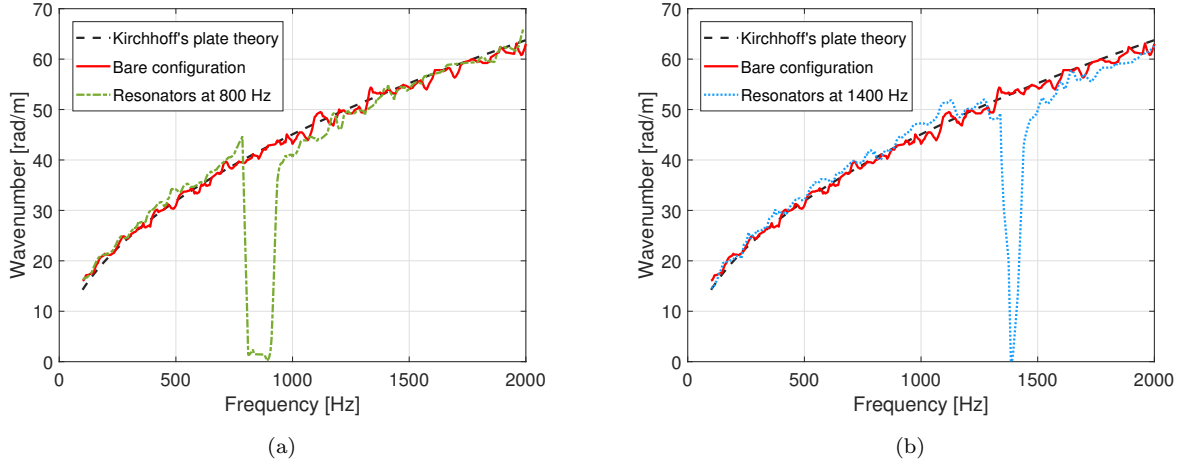 70
60
50
40
30
20
10
0
Wavenumber [rad/m]
Kirchhoff's plate theory
Bare configuration
Resonators at 800 Hz
0 500 1000 1500 2000
Frequency [Hz]
(a)
70
60
50
40
30
20
10
0
Wavenumber [rad/m]
Kirchhoff's plate theory
Bare configuration
Resonators at 1400 Hz
0 500 1000 1500 2000
Frequency [Hz]
(b)